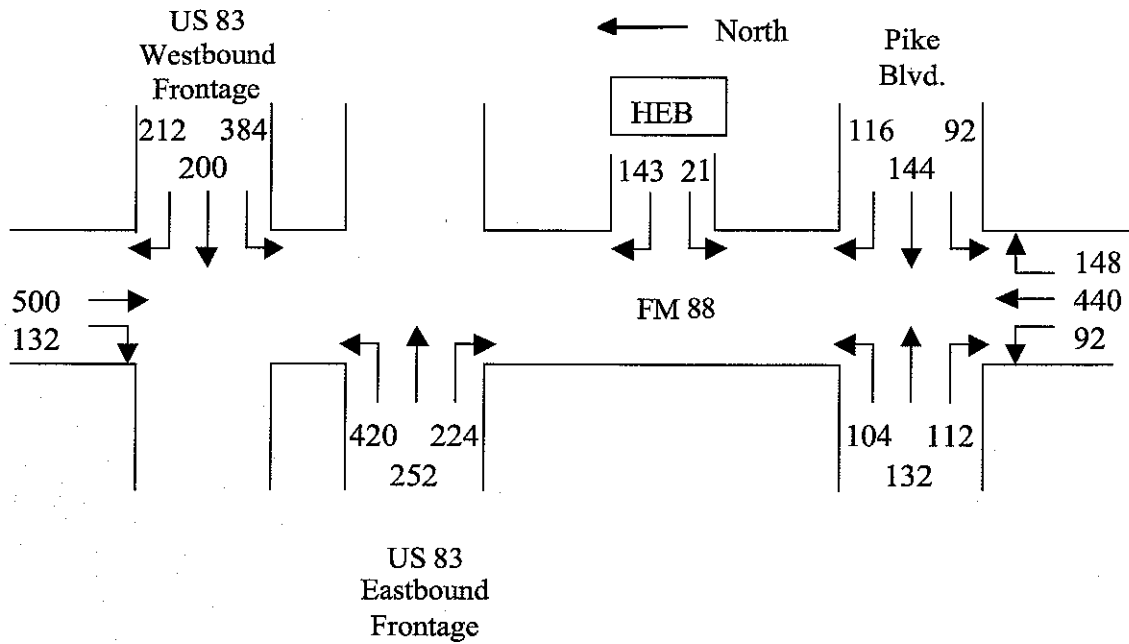 US 83
Westbound
Frontage
North
Pike
Blvd.
HEB
212 384
200
143 21
116 92
144
500
132
FM 88
148
440
92
420 224
252
104 112
132
US 83
Eastbound
Frontage